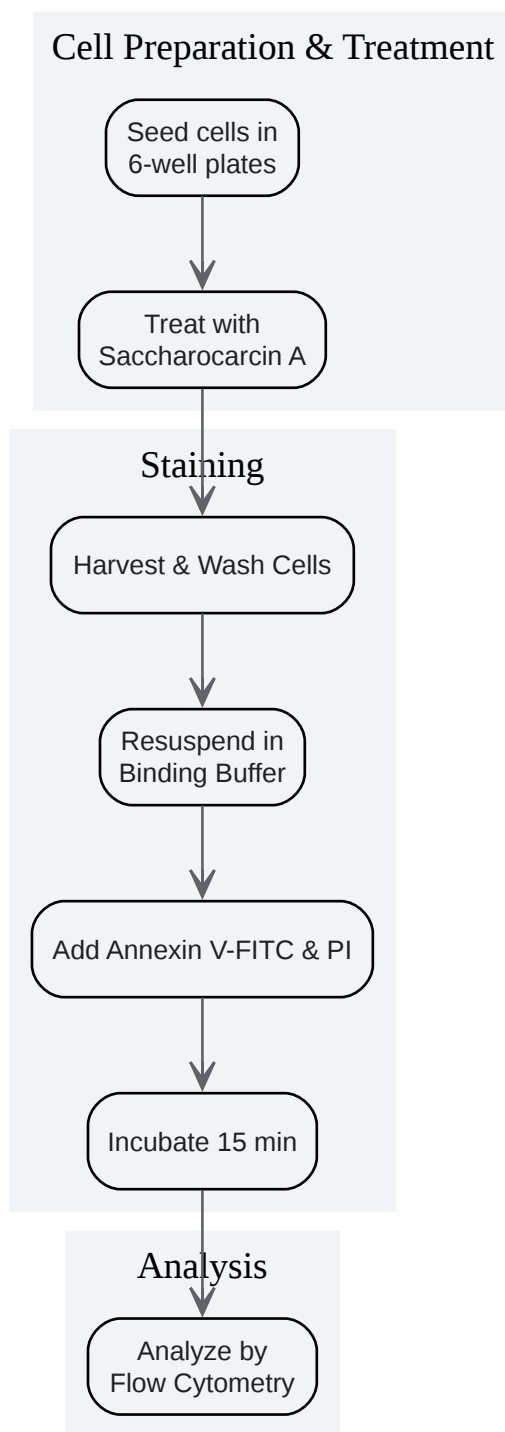 Cell Preparation & Treatment
Seed cells in
6-well plates
Treat with
Saccharocarcin A
Staining
Harvest & Wash Cells
Resuspend in
Binding Buffer
Add Annexin V-FITC & PI
Incubate 15 min
Analysis
Analyze by
Flow Cytometry